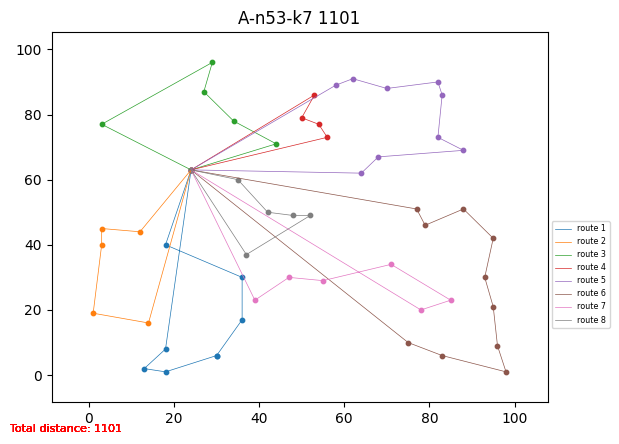 A-n53-k7 1101
100
80
60
40
20
0
0 20 40 60 80 100
route 1
route 2
route 3
route 4
route 5
route 6
route 7
route 8
Total distance: 1101